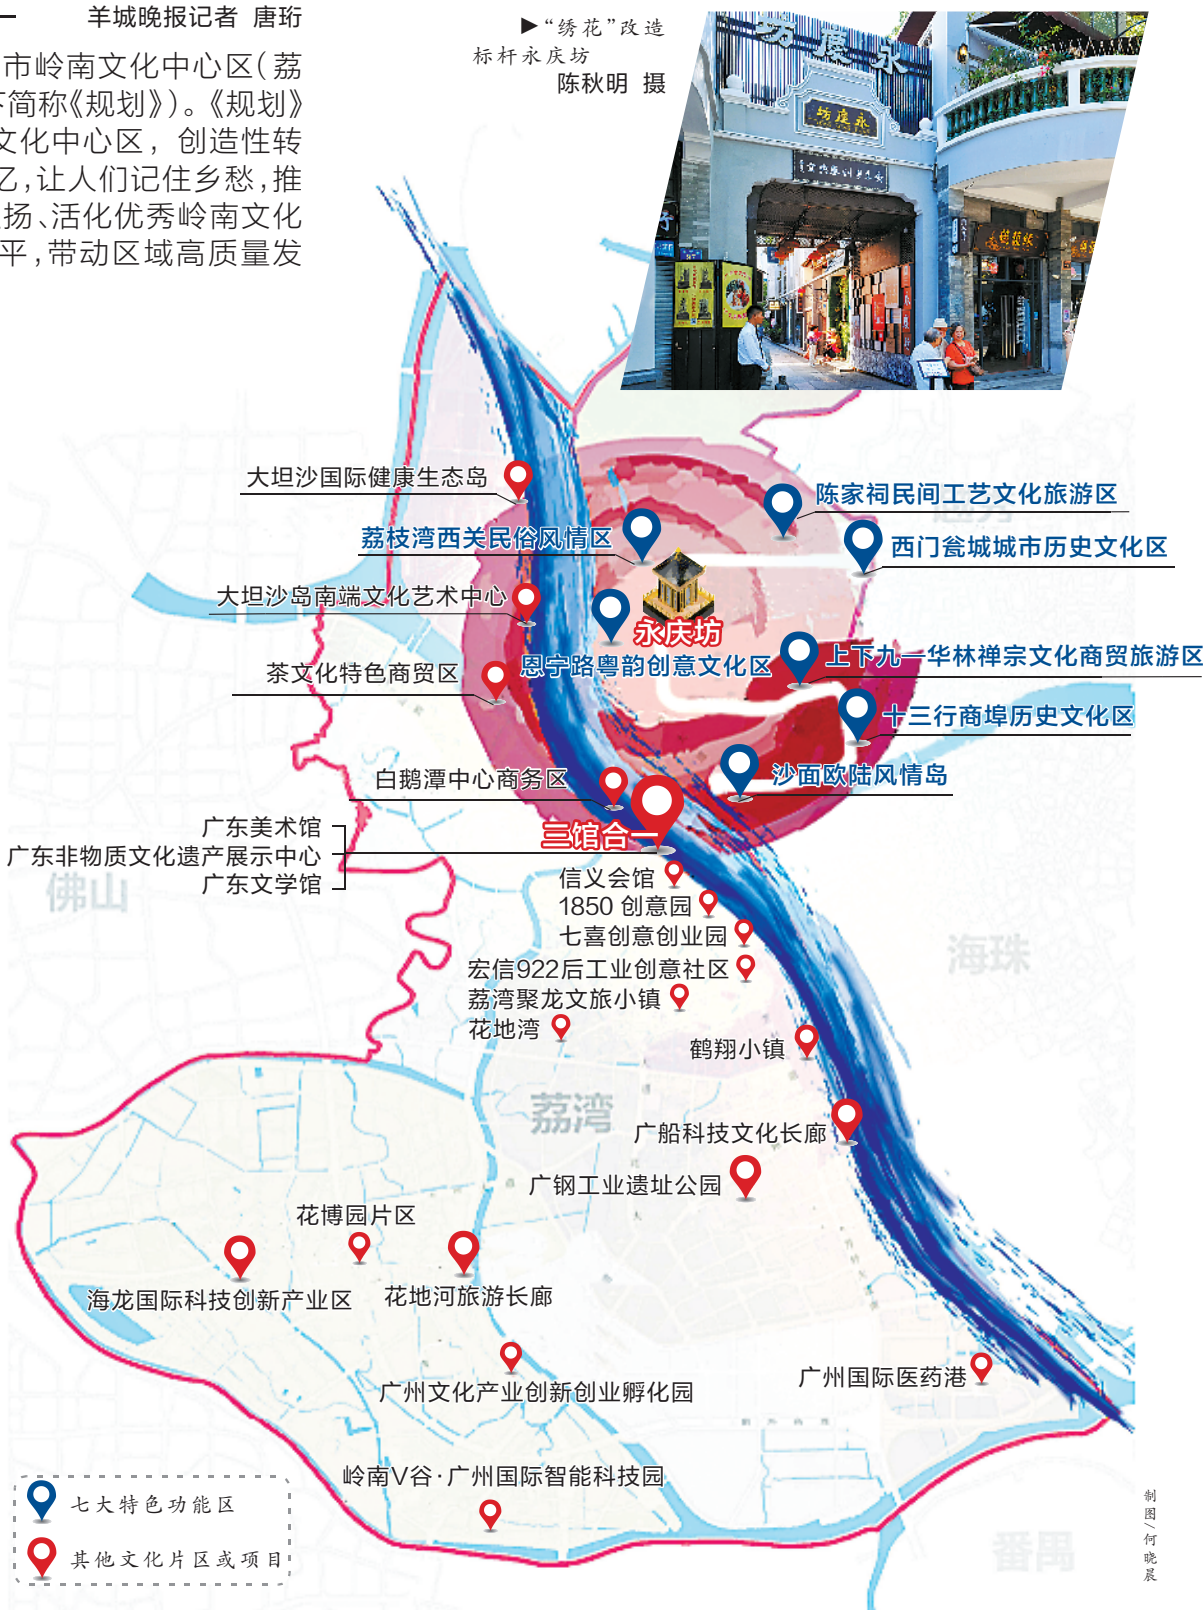 羊城晚报记者 唐珩
市岭南文化中心区(荔
下简称《规划》)。《规划》
文化中心区，创造性转
忆,让人们记住乡愁,推
扬、活化优秀岭南文化
平,带动区域高质量发
▶“绣花”改造
标杆永庆坊
陈秋明 摄
永慶坊
永慶坊
大坦沙国际健康生态岛
陈家祠民间工艺文化旅游区
越秀
荔枝湾西关民俗风情区
西门瓮城城市历史文化区
大坦沙岛南端文化艺术中心
永庆坊
茶文化特色商贸区
恩宁路粤韵创意文化区
上下九—华林禅宗文化商贸旅游区
十三行商埠历史文化区
白鹅潭中心商务区
沙面欧陆风情岛
三馆合一
广东美术馆
广东非物质文化遗产展示中心
广东文学馆
佛山
信义会馆
1850 创意园
七喜创意创业园
海珠
宏信922后工业创意社区
荔湾聚龙文旅小镇
花地湾
鹤翔小镇
荔湾
广船科技文化长廊
广钢工业遗址公园
花博园片区
海龙国际科技创新产业区
花地河旅游长廊
广州文化产业创新创业孵化园
广州国际医药港
岭南V谷·广州国际智能科技园
七大特色功能区
其他文化片区或项目
番禺
制图/何晓晨